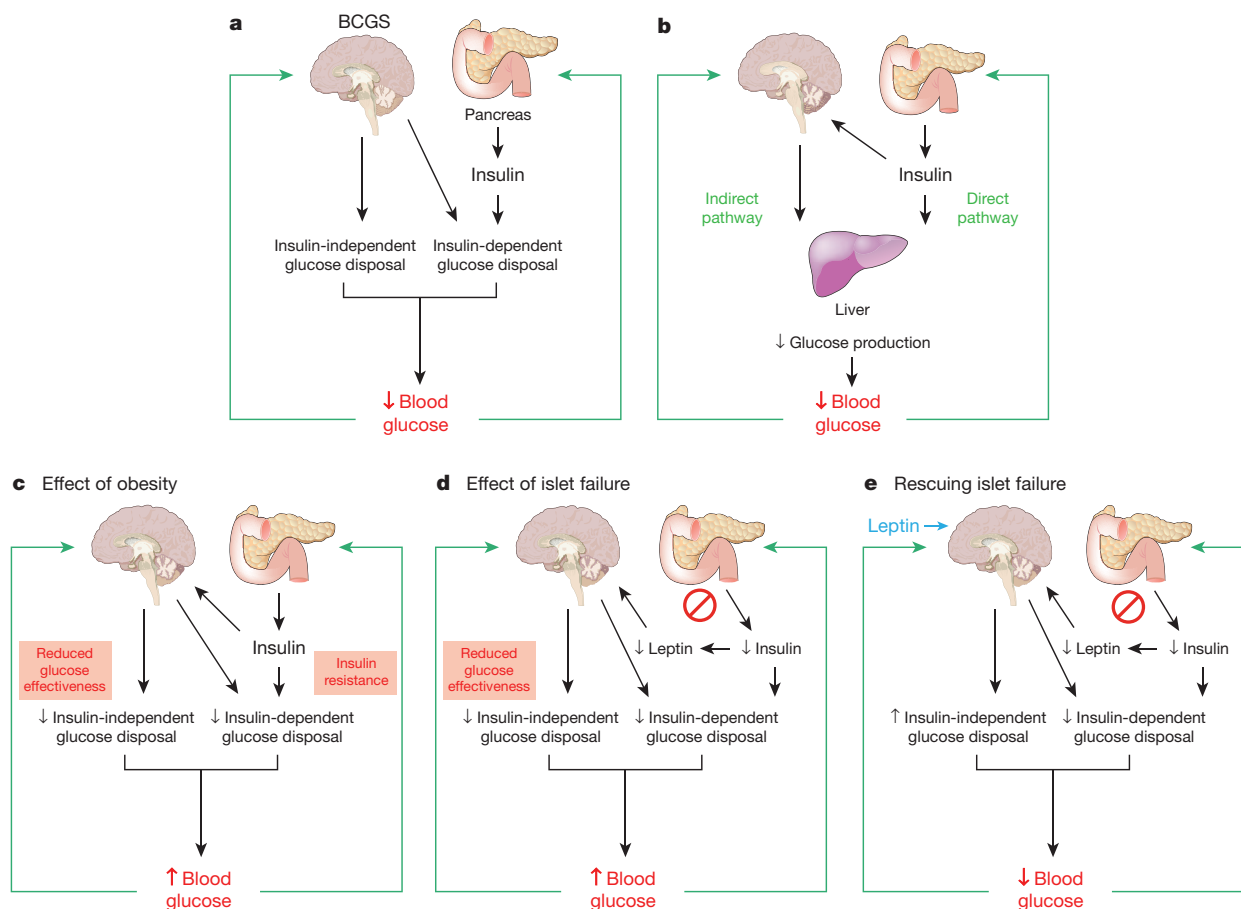 a
BCGS
Pancreas
Insulin
Insulin-independent
glucose disposal
Insulin-dependent
glucose disposal
↓ Blood
glucose
b
Insulin
Indirect
pathway
Direct
pathway
Liver
↓ Glucose production
↓ Blood
glucose
c Effect of obesity
Insulin
Reduced
glucose
effectiveness
Insulin
resistance
↓ Insulin-independent
glucose disposal
↓ Insulin-dependent
glucose disposal
↑ Blood
glucose
d Effect of islet failure
↓ Leptin
↓ Insulin
Reduced
glucose
effectiveness
↓ Insulin-independent
glucose disposal
↓ Insulin-dependent
glucose disposal
↑ Blood
glucose
e Rescuing islet failure
Leptin
↓ Leptin
↓ Insulin
↑ Insulin-independent
glucose disposal
↓ Insulin-dependent
glucose disposal
↓ Blood
glucose